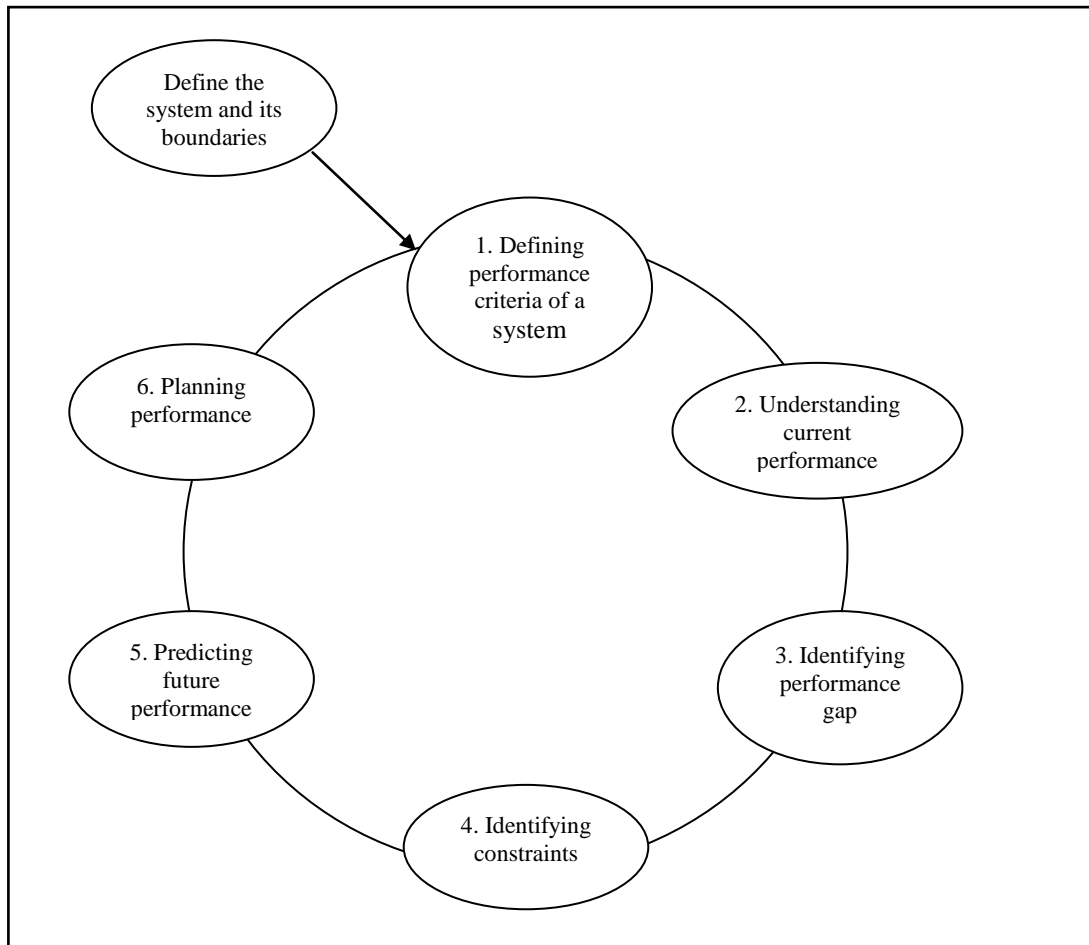 Define the
system and its
boundaries
1. Defining
performance
criteria of a
system
2. Understanding
current
performance
3. Identifying
performance
gap
4. Identifying
constraints
5. Predicting
future
performance
6. Planning
performance